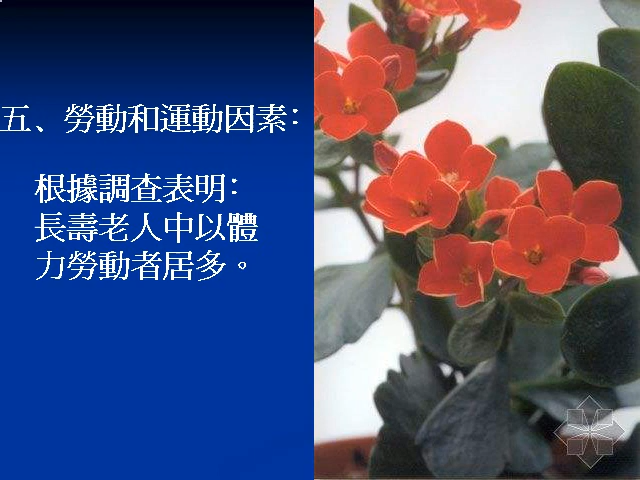 五、勞動和運動因素:
根據調查表明:
長壽老人中以體
力勞動者居多。